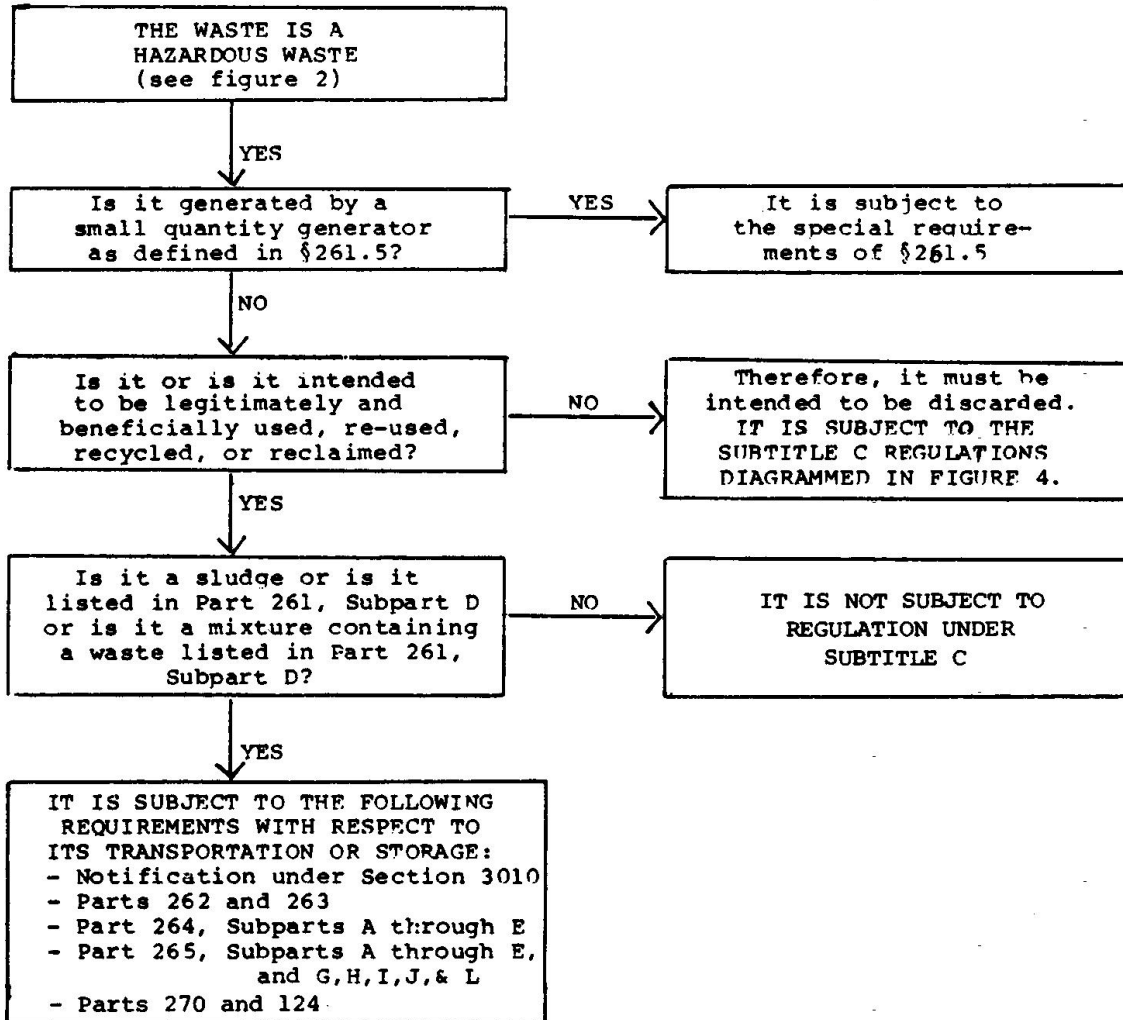 THE WASTE IS A
HAZARDOUS WASTE
(see figure 2)
YES
Is it generated by a
small quantity generator
as defined in §261.5?
YES
It is subject to
the special require-
ments of §261.5
NO
Is it or is it intended
to be legitimately and
beneficially used, re-used,
recycled, or reclaimed?
NO
Therefore, it must be
intended to be discarded.
IT IS SUBJECT TO THE
SUBTITLE C REGULATIONS
DIAGRAMMED IN FIGURE 4.
YES
Is it a sludge or is it
listed in Part 261, Subpart D
or is it a mixture containing
a waste listed in Part 261,
Subpart D?
NO
IT IS NOT SUBJECT TO
REGULATION UNDER
SUBTITLE C
YES
IT IS SUBJECT TO THE FOLLOWING
REQUIREMENTS WITH RESPECT TO
ITS TRANSPORTATION OR STORAGE:
- Notification under Section 3010
- Parts 262 and 263
- Part 264, Subparts A through E
- Part 265, Subparts A through E,
and G,H,I,J,& L
- Parts 270 and 124